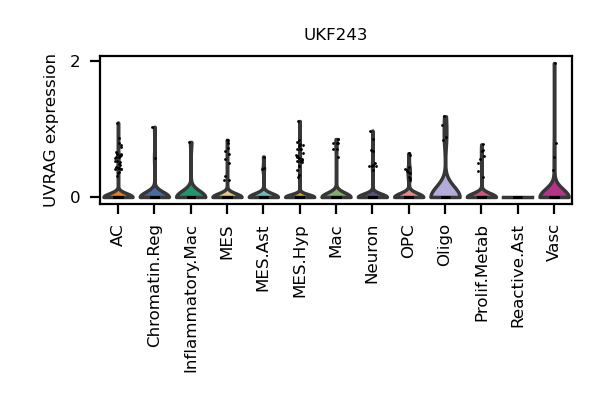 UKF243
UVRAG expression
2
0
AC
Chromatin.Reg
Inflammatory.Mac
MES
MES.Ast
MES.Hyp
Mac
Neuron
OPC
Oligo
Prolif.Metab
Reactive.Ast
Vasc